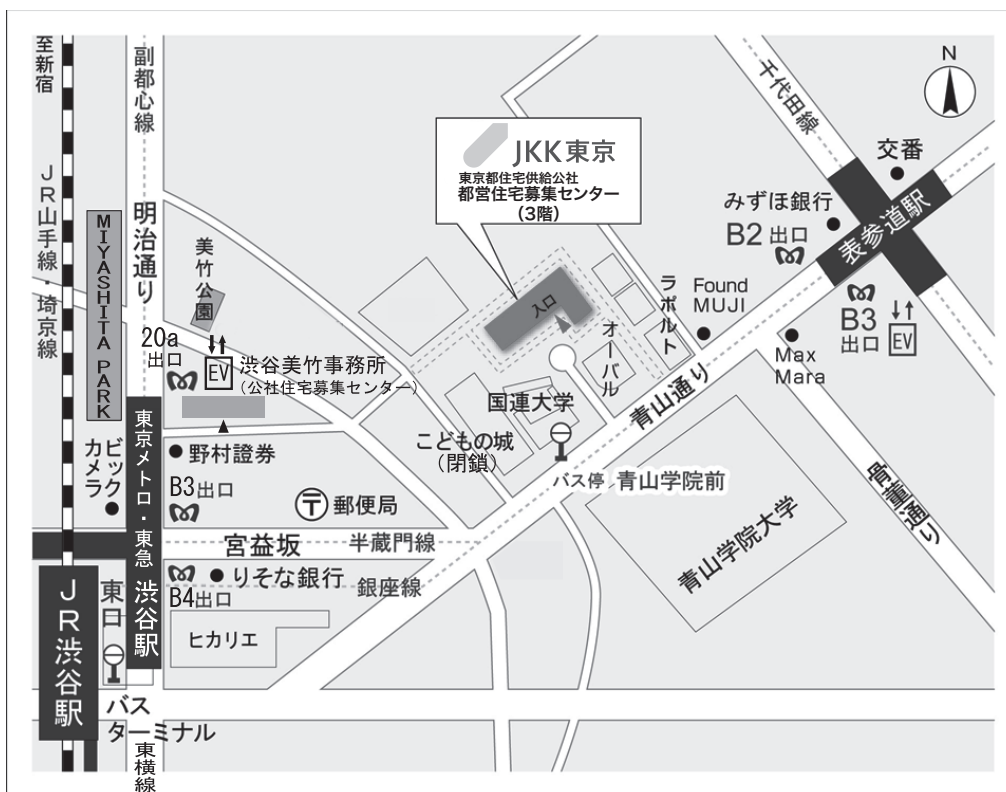 至新宿
副都心線
JR山手線・埼京線
MIYASHITA PARK
明治通り
美竹公園
20a
出口
EV
渋谷美竹事務所
（公社住宅募集センター）
野村證券
B3出口
郵便局
ビックカメラ
東京メトロ・東急 渋谷駅
宮益坂
半蔵門線
りそな銀行
銀座線
B4出口
ヒカリエ
東口
JR渋谷駅
バス
ターミナル
東横線
JKK東京
東京都住宅供給公社
都営住宅募集センター
（3階）
入口
オーバル
ラポルト
国連大学
こどもの城
（閉鎖）
バス停 青山学院前
青山通り
青山学院大学
骨董通り
Found
MUJI
Max
Mara
みずほ銀行
B2出口
千代田線
交番
表参道駅
B3
出口
EV
N